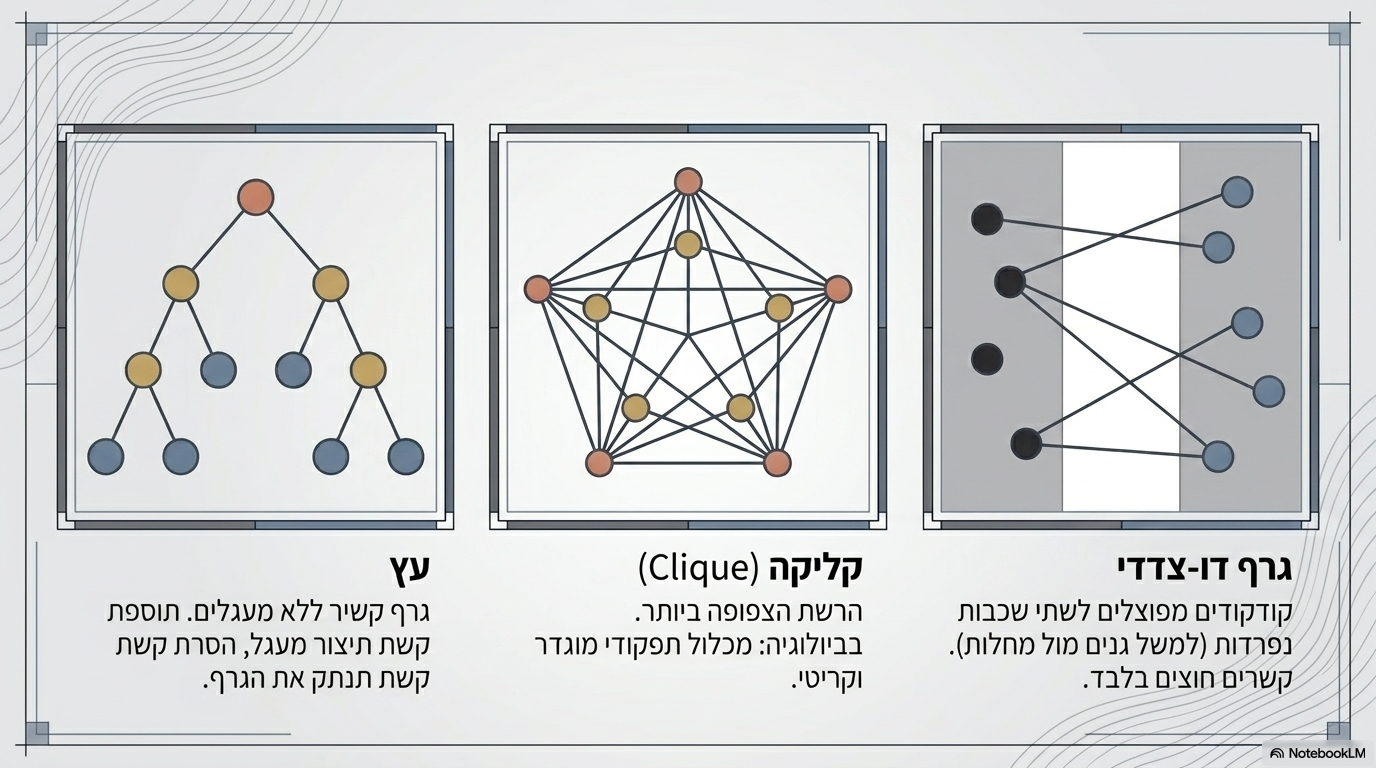 גרף דו-צדדי
קודקודים מפוצלים לשתי שכבות
נפרדות (למשל גנים מול מחלות).
קשרים חוצים בלבד.
קליקה (Clique)
הרשת הצפופה ביותר.
בביולוגיה: מכלול תפקודי מוגדר
וקריטי.
עץ
גרף קשיר ללא מעגלים. תוספת
קשת תיצור מעגל, הסרת קשת
קשת תנתק את הגרף.
NotebookLM